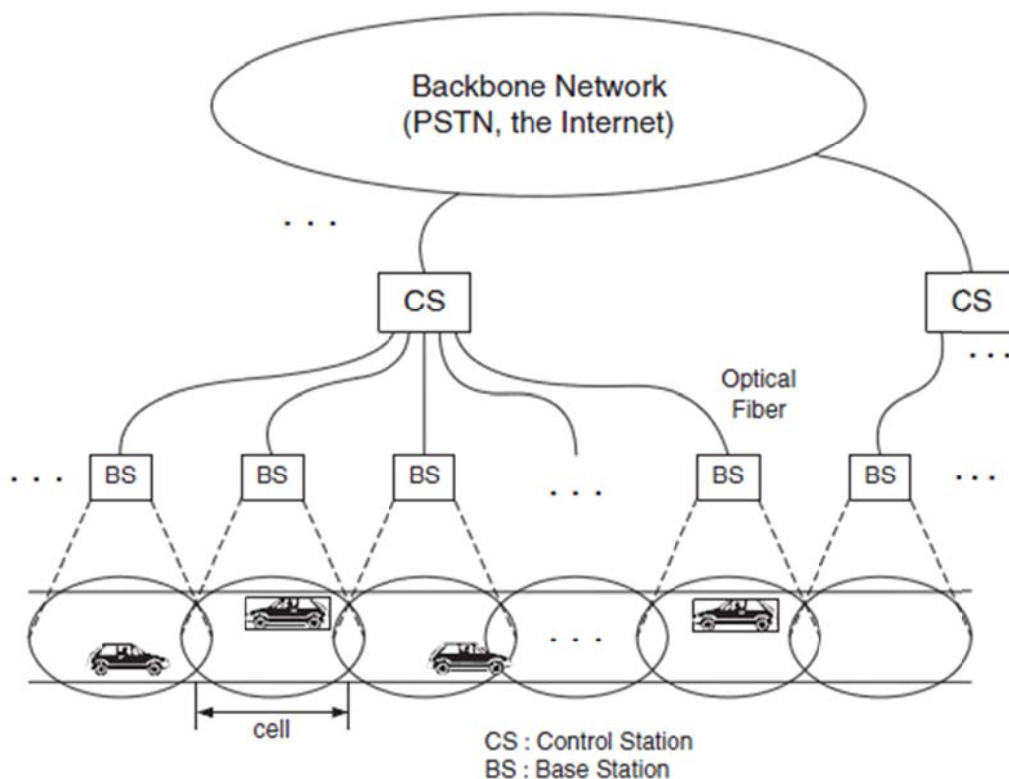 Backbone Network
(PSTN, the Internet)
. . .
CS
CS
. . .
Optical
Fiber
. . .
BS
BS
BS
. . .
BS
BS
. . .
. . .
cell
CS : Control Station
BS : Base Station